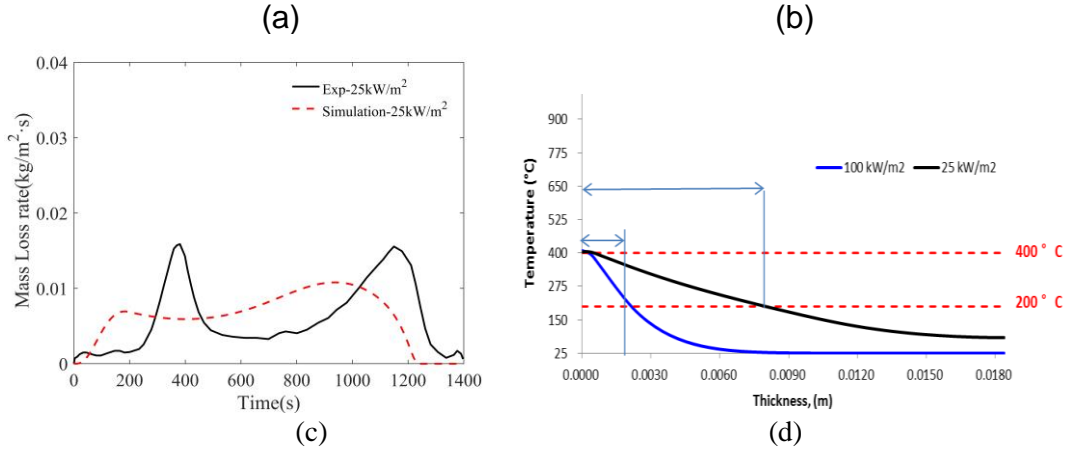 (a)
(b)
0.04
0.03
0.02
0.01
0
Mass Loss rate(kg/m²·s)
Exp-25kW/m²
Simulation-25kW/m²
0 200 400 600 800 1000 1200 1400
Time(s)
(c)
900
775
650
525
400
275
150
25
Temperature (°C)
100 kW/m2 25 kW/m2
400 ° C
200 ° C
0.0000 0.0030 0.0060 0.0090 0.0120 0.0150 0.0180
Thickness, (m)
(d)